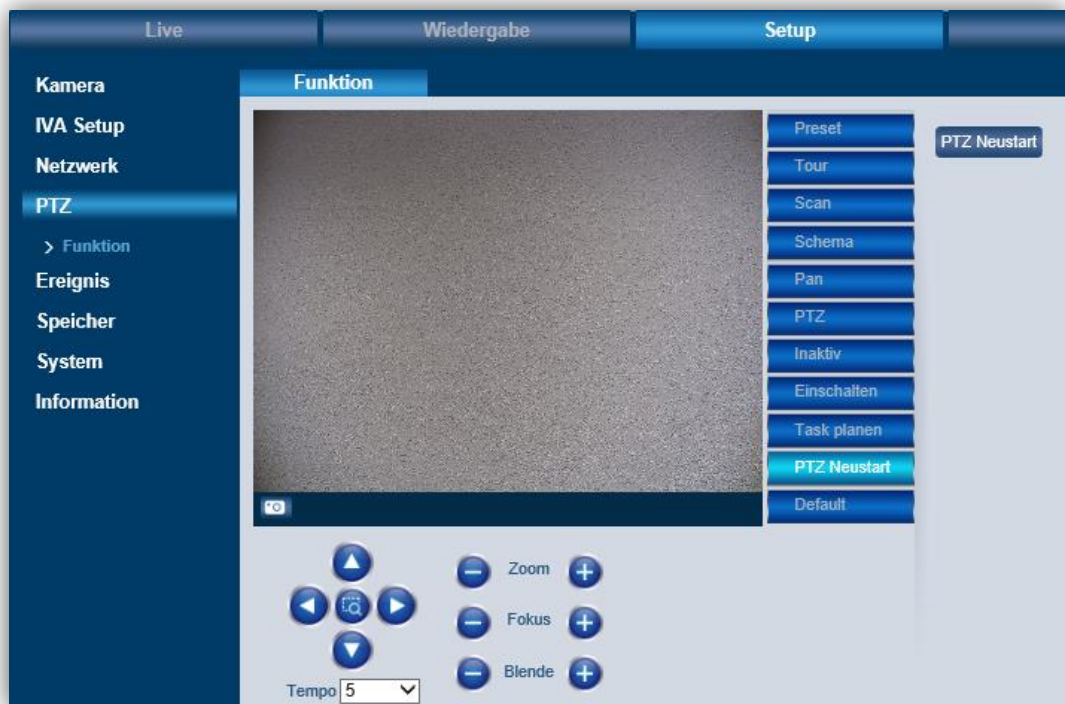 Live Wiedergabe Setup
Kamera
IVA Setup
Netzwerk
PTZ
Funktion
Ereignis
Speicher
System
Information
Funktion
Preset
Tour
Scan
Schema
Pan
PTZ
Inaktiv
Einschalten
Task planen
PTZ Neustart
Default
PTZ Neustart
Zoom
Fokus
Blende
Tempo 5